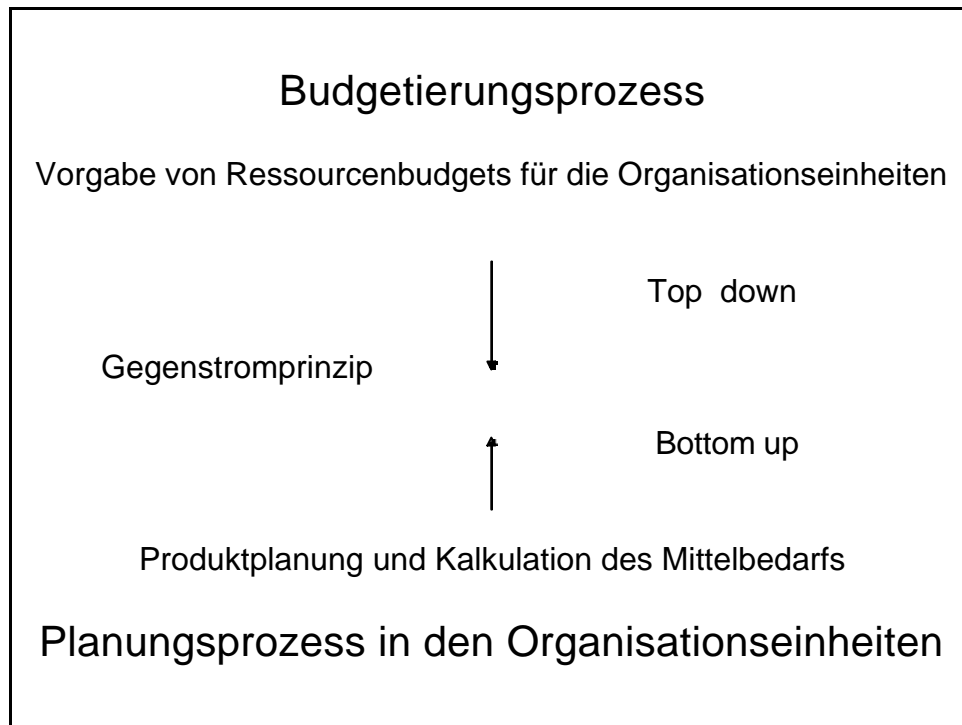 Budgetierungsprozess
Vorgabe von Ressourcenbudgets für die Organisationseinheiten
Top down
Gegenstromprinzip
Bottom up
Produktplanung und Kalkulation des Mittelbedarfs
Planungsprozess in den Organisationseinheiten